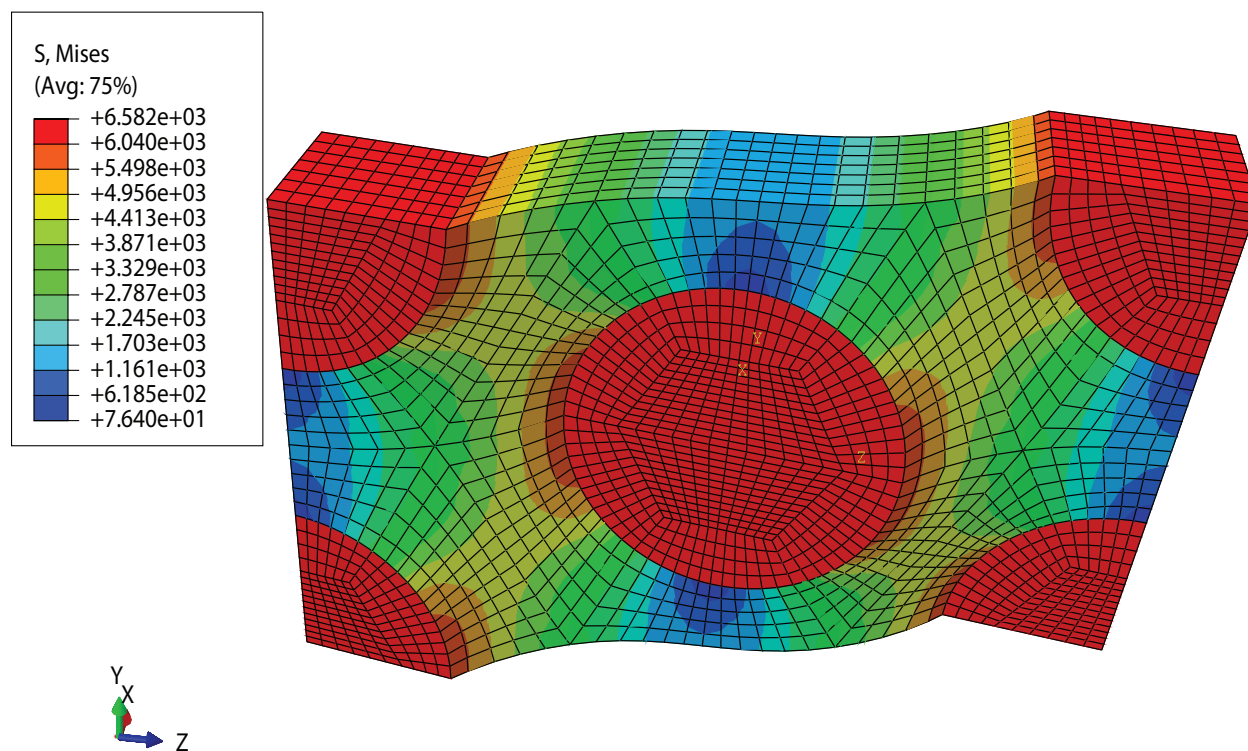 S, Mises
(Avg: 75%)
+6.582e+03
+6.040e+03
+5.498e+03
+4.956e+03
+4.413e+03
+3.871e+03
+3.329e+03
+2.787e+03
+2.245e+03
+1.703e+03
+1.161e+03
+6.185e+02
+7.640e+01
Y
X
Z
Y
X
Z